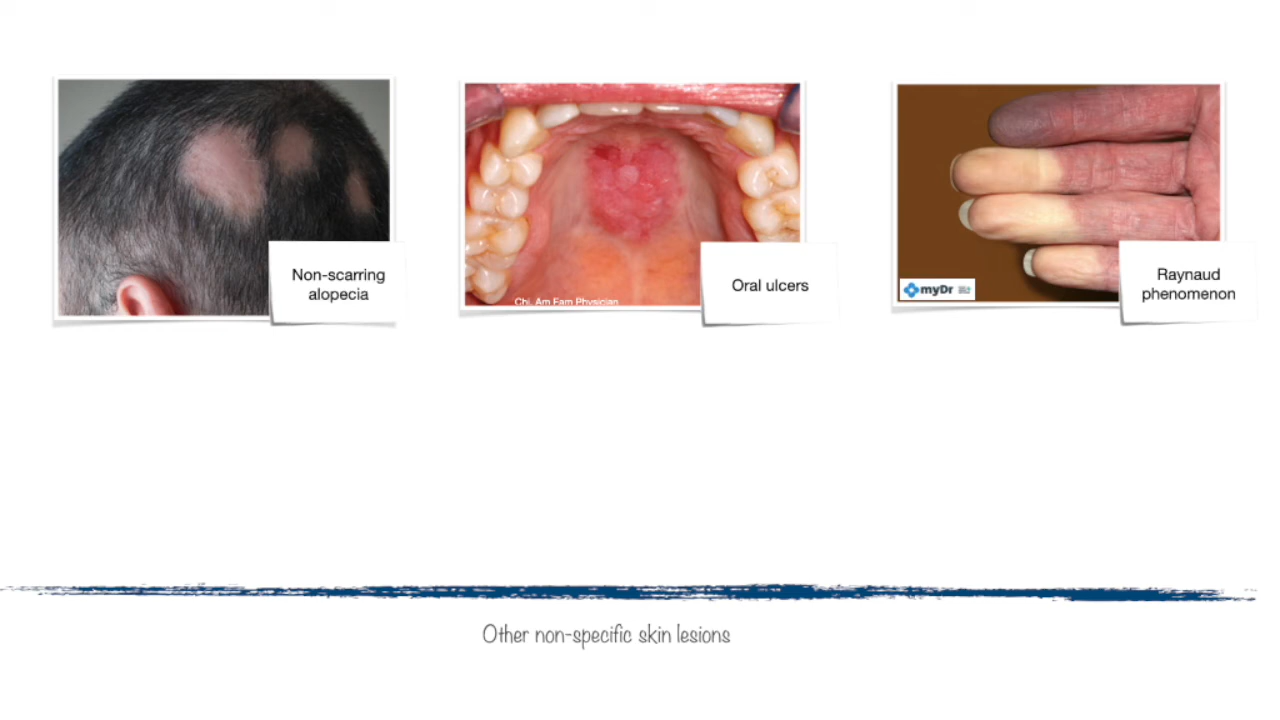 Non-scarring
alopecia
Chi, Am Fam Physician
Oral ulcers
myDr
Raynaud
phenomenon
Other non-specific skin lesions